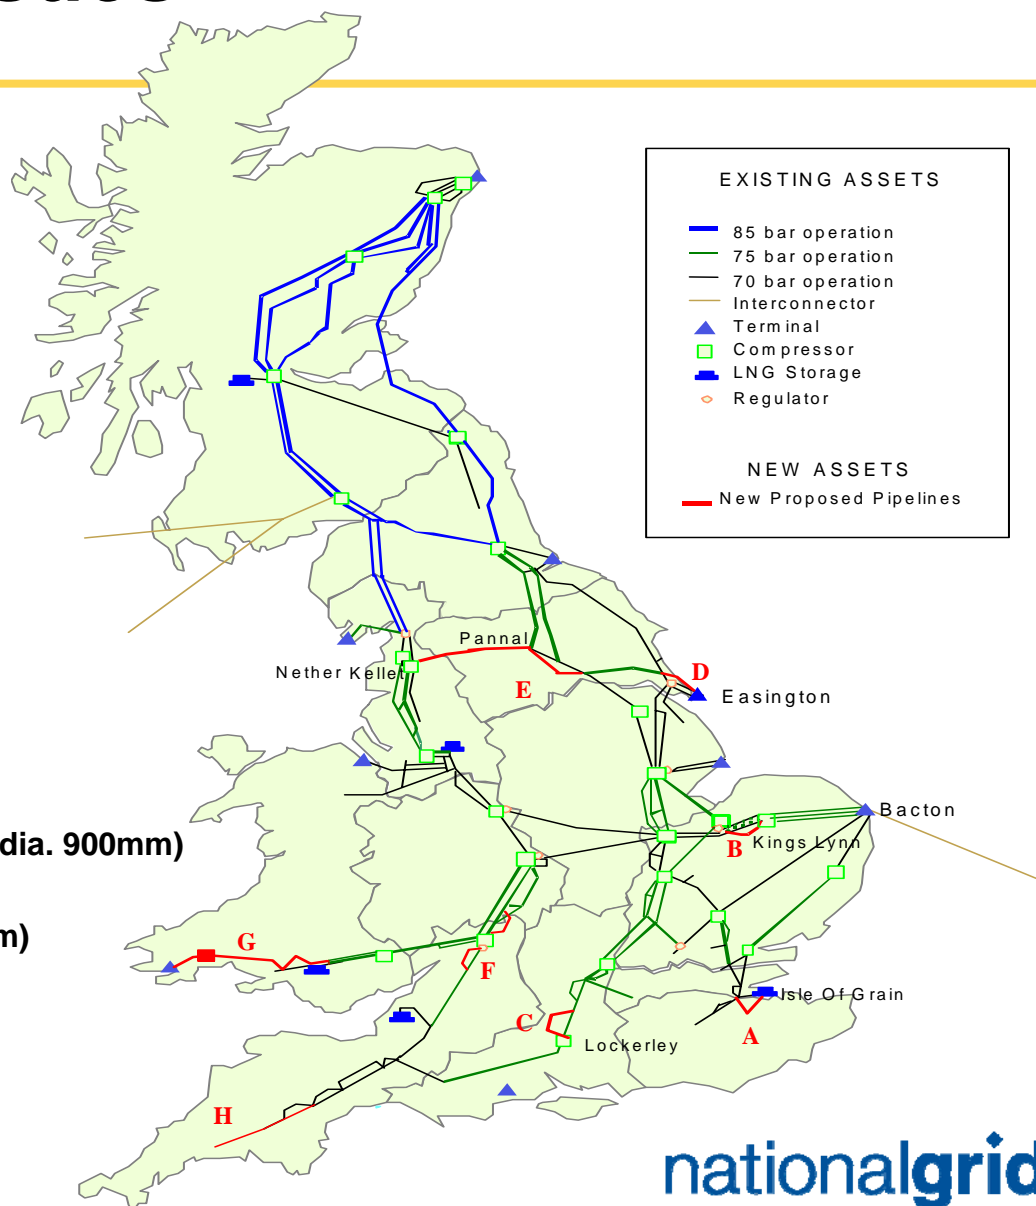 EXISTING ASSETS
85 bar operation
75 bar operation
70 bar operation
Interconnector
Terminal
Compressor
LNG Storage
Regulator
NEW ASSETS
New Proposed Pipelines
Pannal
Nether Kellet
D
E
Easington
Bacton
dia. 900mm)
B
Kings Lynn
m)
G
F
Isle Of Grain
C
A
Lockerley
H
nationalgrid